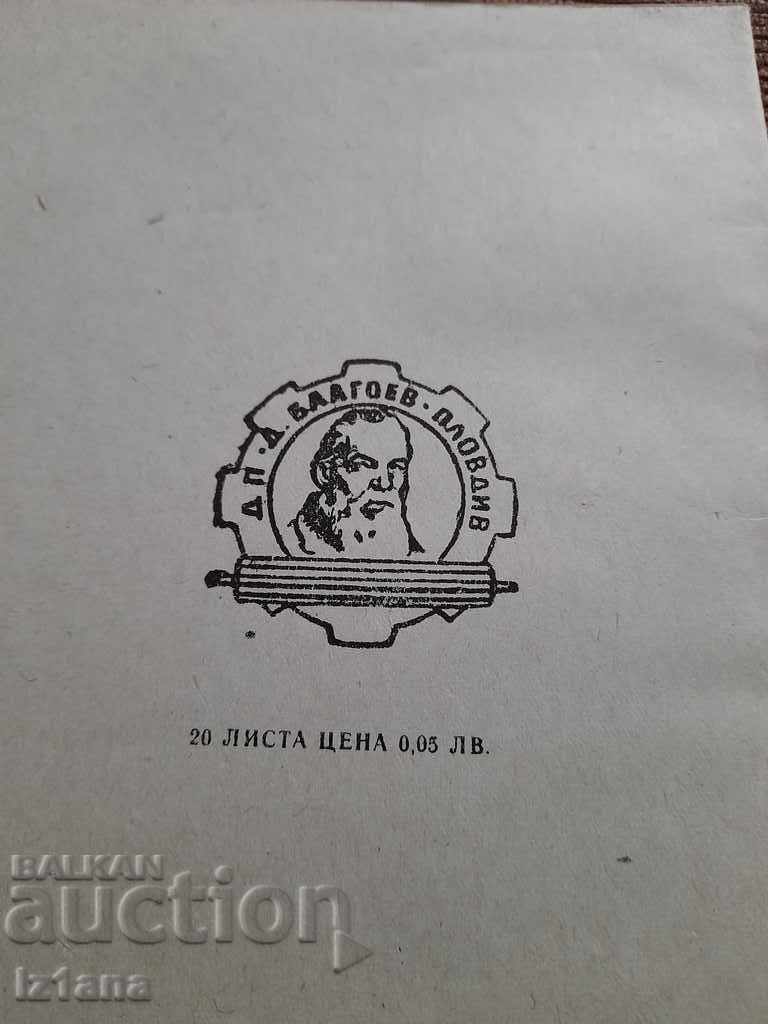 ДП · Д. БЛАГОЕВ · ПЛОВДИВ
20 ЛИСТА ЦЕНА 0,05 ЛВ.
BALKAN
auction
iz1ana